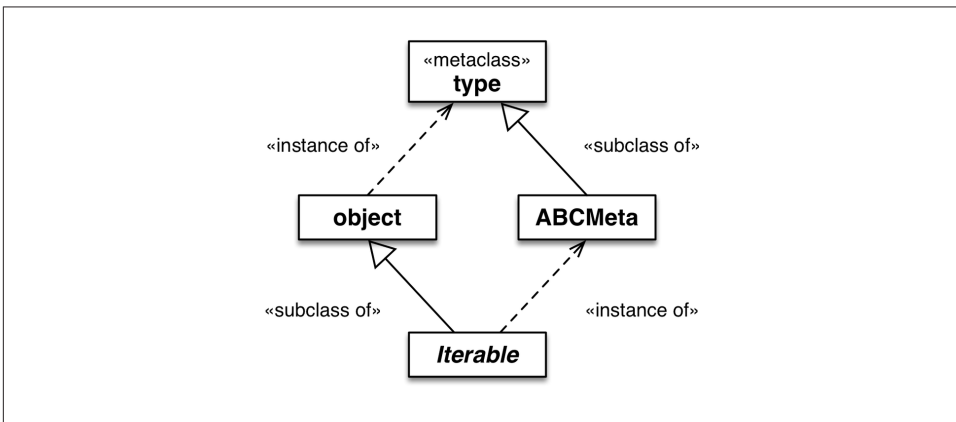 «metaclass»
type
«instance of»
«subclass of»
object
ABCMeta
«subclass of»
«instance of»
Iterable